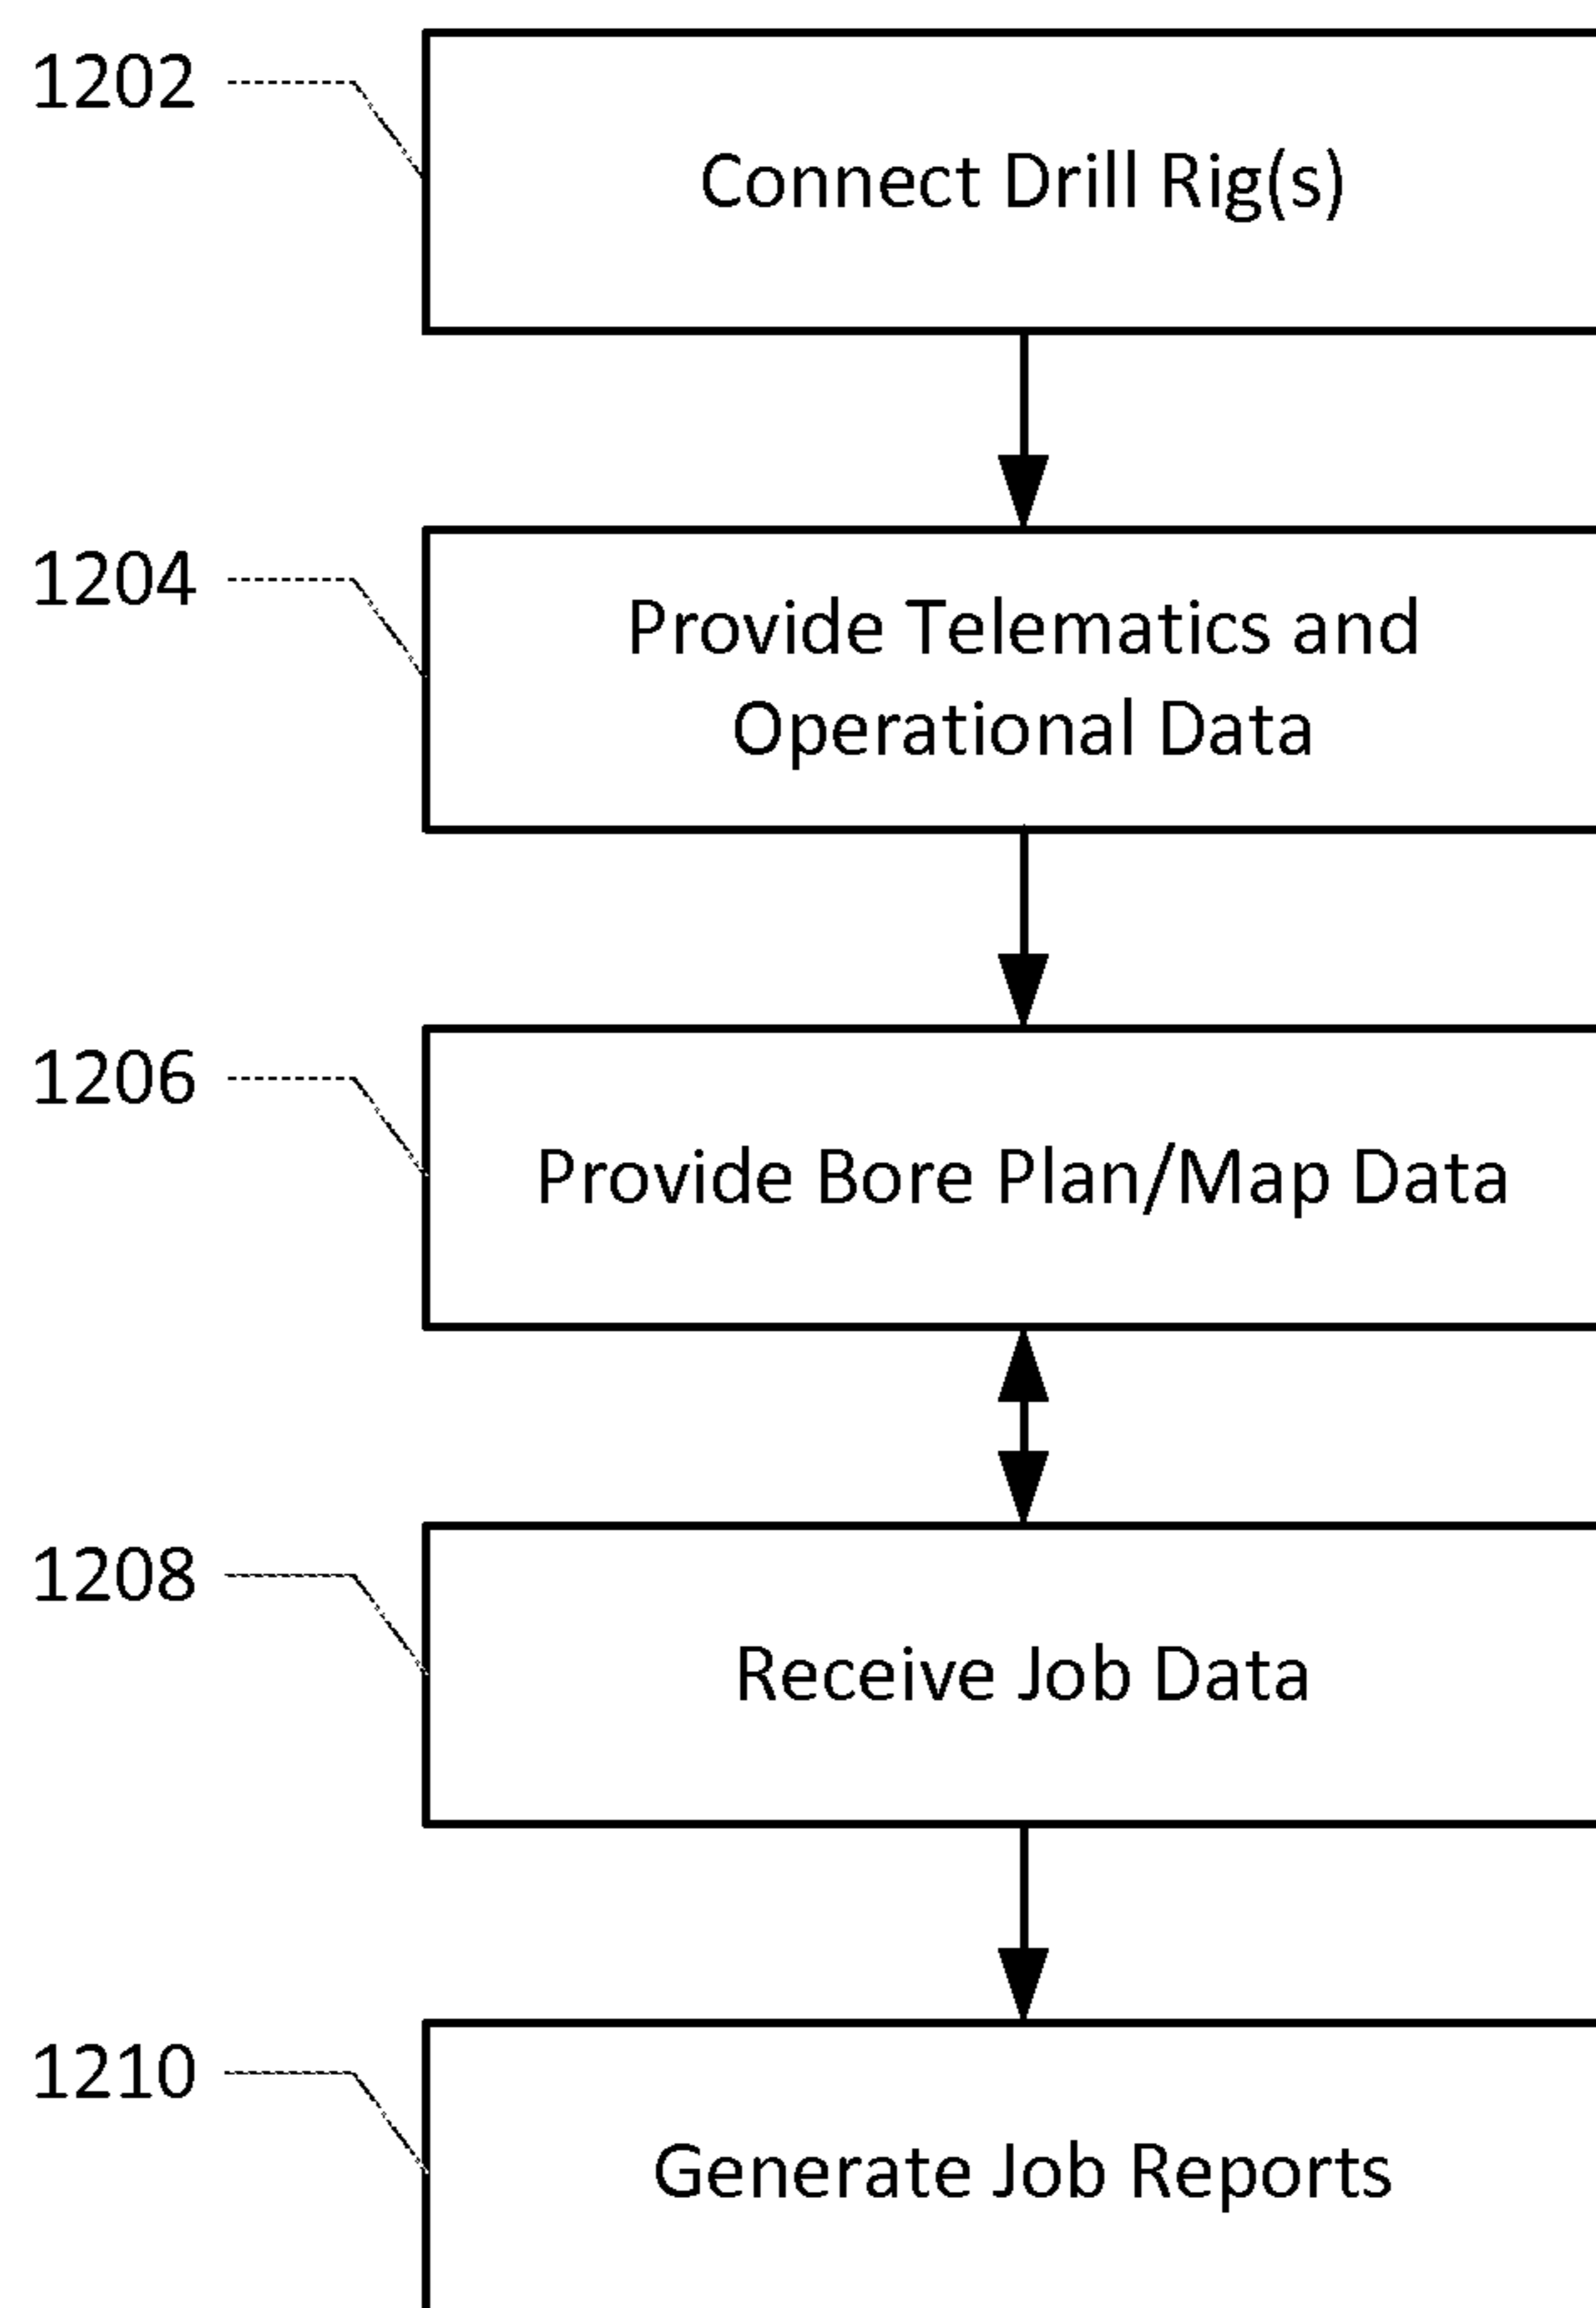 1202
Connect Drill Rig(s)
1204
Provide Telematics and
Operational Data
1206
Provide Bore Plan/Map Data
1208
Receive Job Data
1210
Generate Job Reports